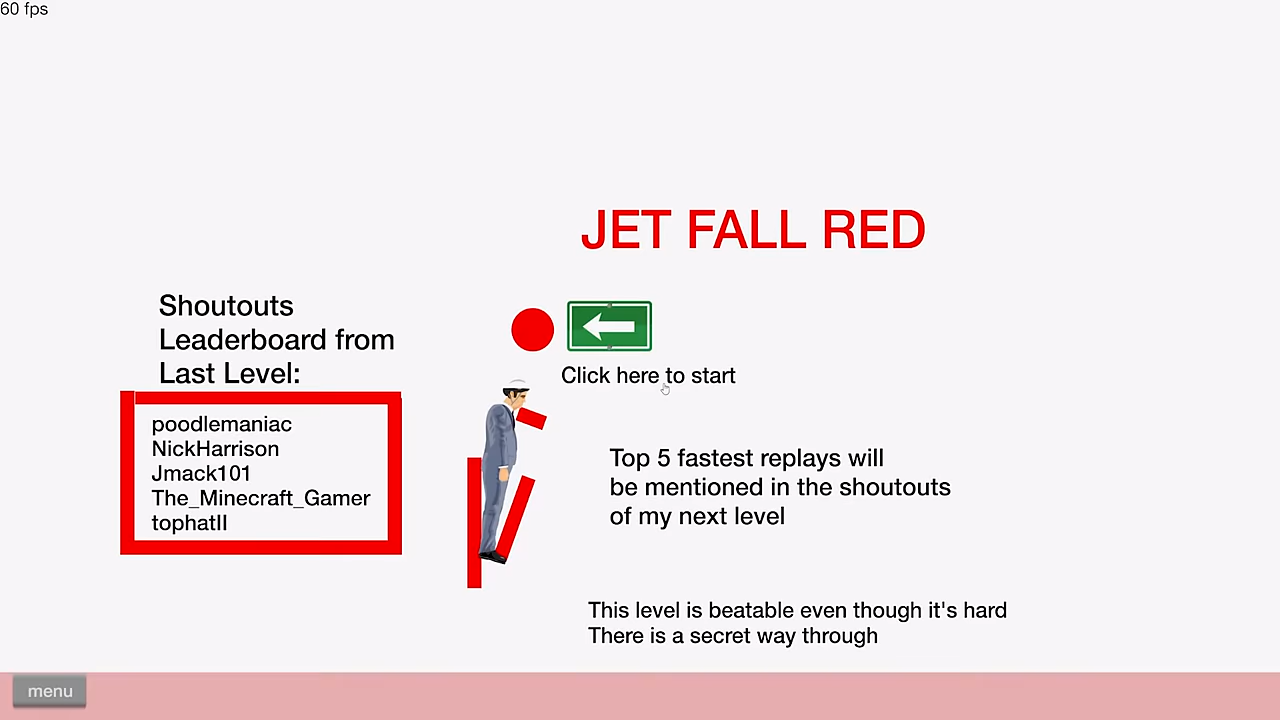 60 fps
JET FALL RED
Shoutouts
Leaderboard from
Last Level:
poodlemaniac
NickHarrison
Jmack101
The_Minecraft_Gamer
tophatII
Click here to start
Top 5 fastest replays will
be mentioned in the shoutouts
of my next level
This level is beatable even though it's hard
There is a secret way through
menu